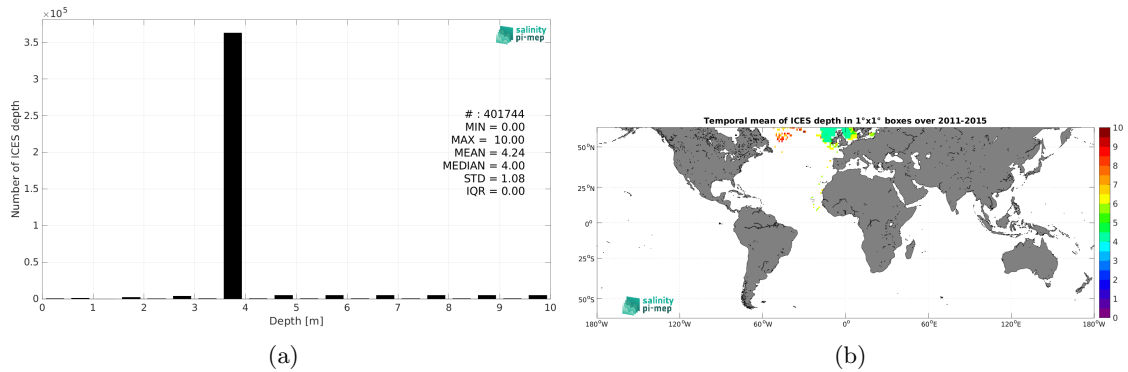 ×10⁵
3.5
3
2.5
2
1.5
1
0.5
0
Number of ICES depth
salinity
pi-mep
# : 401744
MIN = 0.00
MAX = 10.00
MEAN = 4.24
MEDIAN = 4.00
STD = 1.08
IQR = 0.00
0 1 2 3 4 5 6 7 8 9 10
Depth [m]
(a)
Temporal mean of ICES depth in 1°x1° boxes over 2011-2015
50°N
25°N
0°
25°S
50°S
180°W 120°W 60°W 0°E 60°E 120°E 180°W
salinity
pi-mep
10
9
8
7
6
5
4
3
2
1
0
(b)